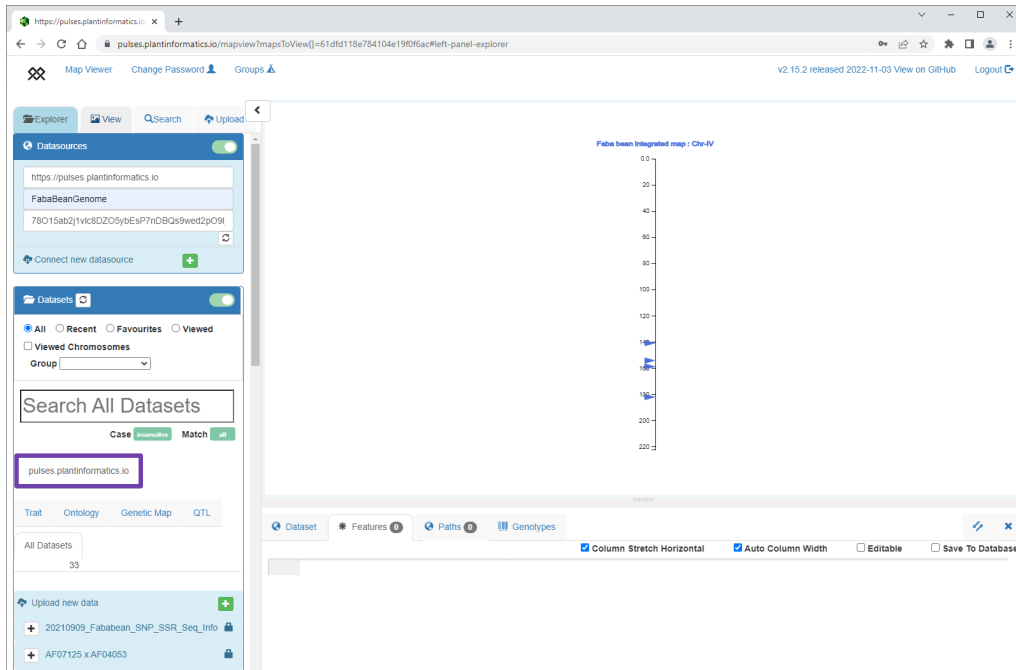 https://pulses.plantinformatics.io
pulses.plantinformatics.io/mapview?mapsToView[]=61dfd118e784104e19f0f6ac#left-panel-explorer
Map Viewer Change Password Groups v2.15.2 released 2022-11-03 View on GitHub Logout
Explorer View Search Upload
Datasources
https://pulses.plantinformatics.io
FabaBeanGenome
Connect new datasource
Datasets
All Recent Favourites Viewed
Viewed Chromosomes
Group
Search All Datasets
Case insensitive Match all
pulses.plantinformatics.io
Trait Ontology Genetic Map QTL
All Datasets
33
Upload new data
20210909_Fababean_SNP_SSR_Seq_Info
AF07125 x AF04053
Faba bean Integrated map : Chr-IV
0.0
20
40
60
80
100
120
140
160
180
200
220
Dataset Features 0 Paths 0 Genotypes
Column Stretch Horizontal Auto Column Width Editable Save To Database